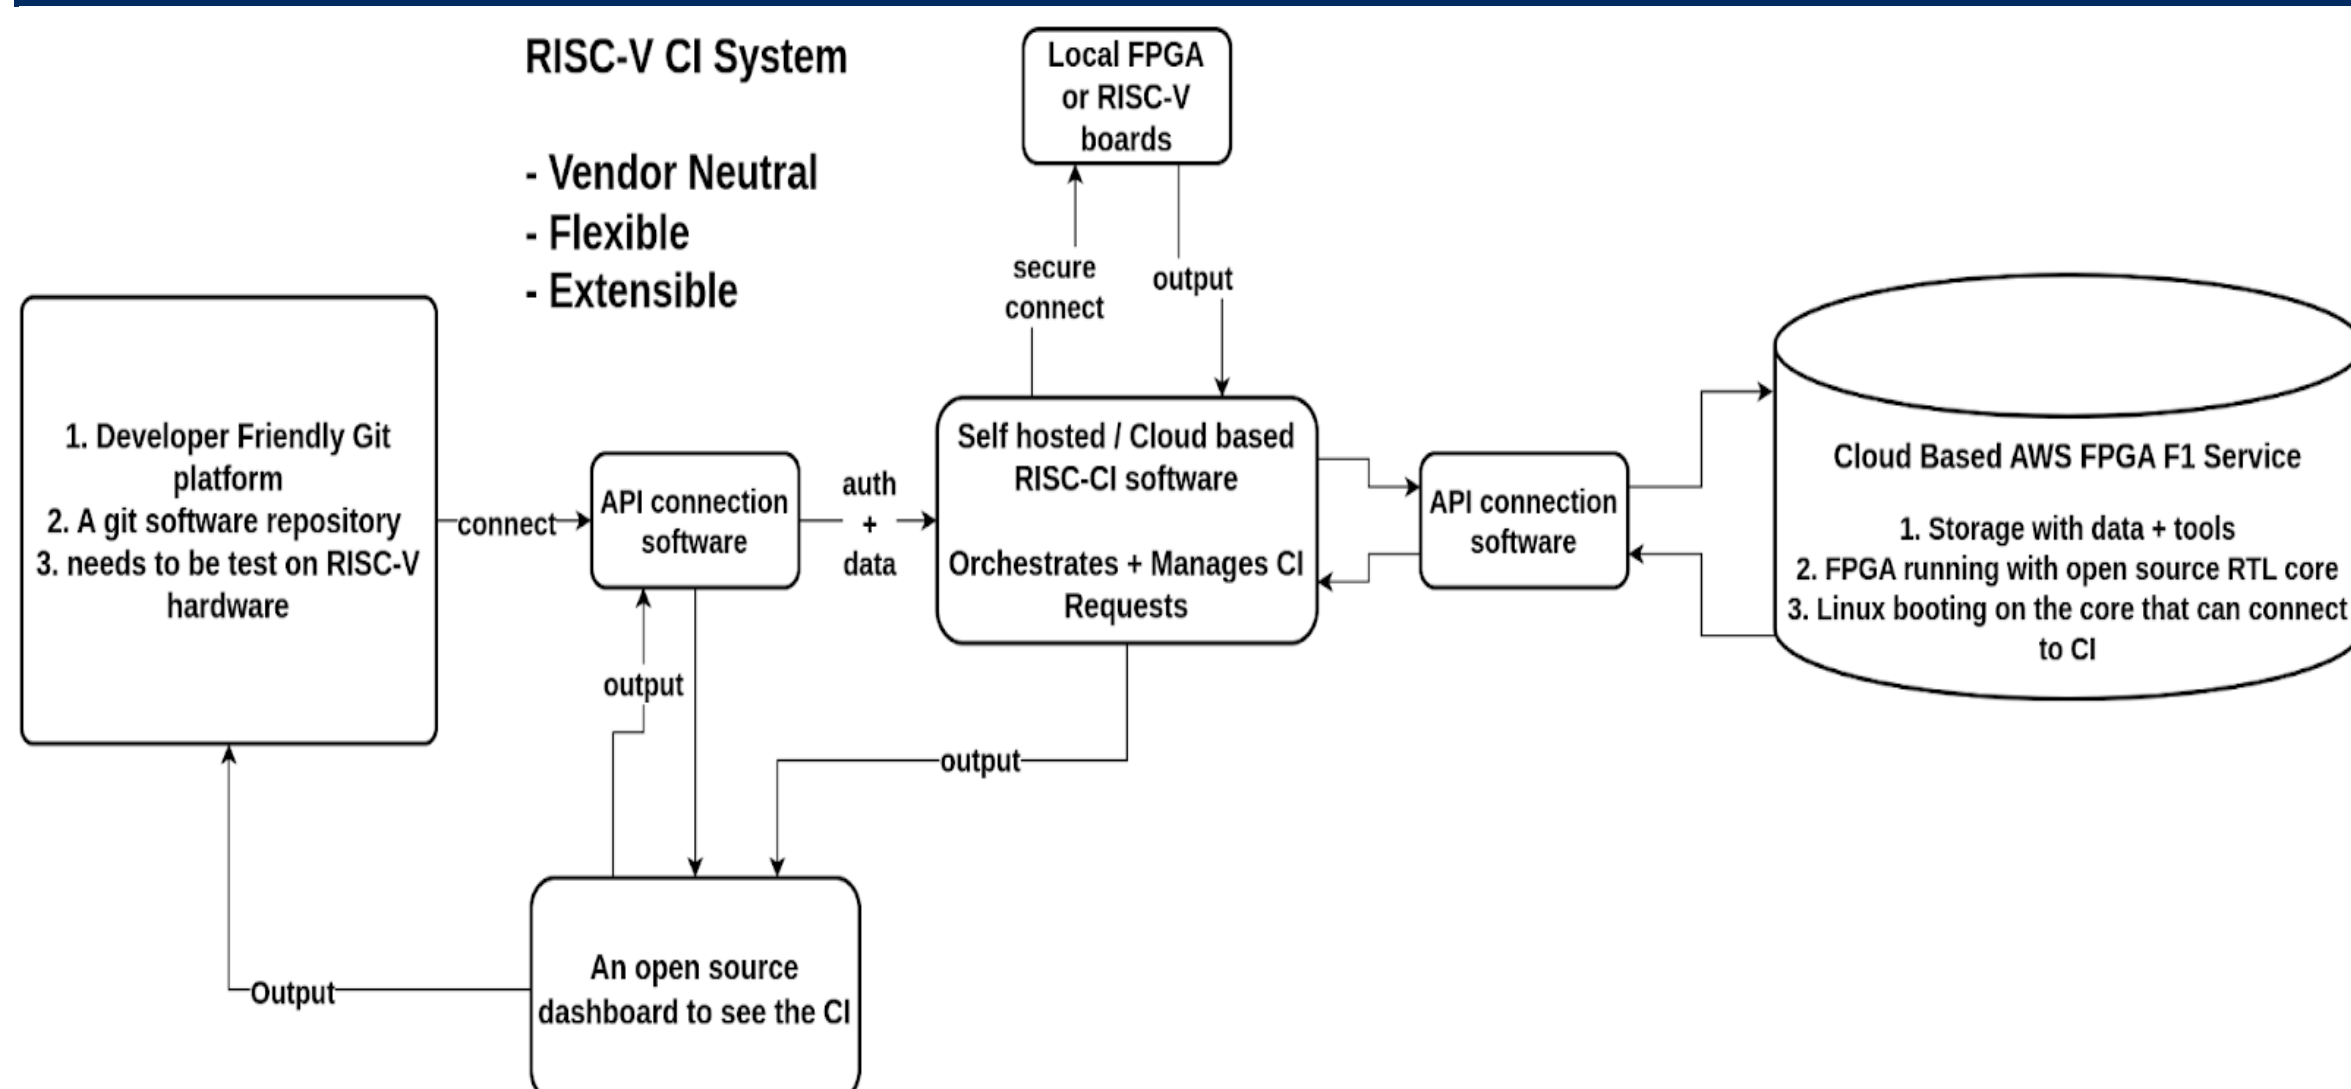 RISC-V CI System
- Vendor Neutral
- Flexible
- Extensible
Local FPGA
or RISC-V
boards
secure
connect
output
1. Developer Friendly Git
platform
2. A git software repository
3. needs to be test on RISC-V
hardware
connect
API connection
software
auth
+
data
Self hosted / Cloud based
RISC-CI software
Orchestrates + Manages CI
Requests
API connection
software
Cloud Based AWS FPGA F1 Service
1. Storage with data + tools
2. FPGA running with open source RTL core
3. Linux booting on the core that can connect
to CI
output
output
Output
An open source
dashboard to see the CI